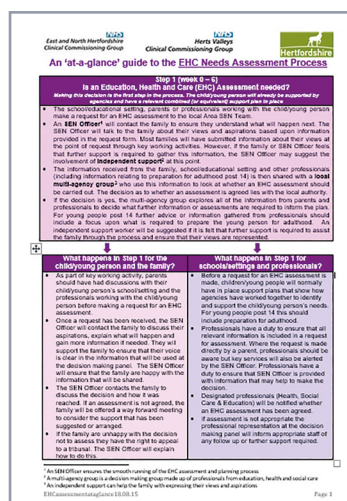 NHS
East and North Hertfordshire
Clinical Commissioning Group
NHS
Herts Valleys
Clinical Commissioning Group
Hertfordshire
An 'at-a-glance' guide to the EHC Needs Assessment Process
Step 1 (week 0 – 6)
Is an Education, Health and Care (EHC) Assessment needed?
Making this decision is the first step in the process. The child/young person will already be supported by
agencies and have a relevant combined (or equivalent) support plan in place
• The school/educational setting, parents or professionals working with the child/young person
make a request for an EHC assessment to the local Area SEN Team.
• An SEN Officer¹ will contact the family to ensure they understand what will happen next. The
SEN Officer will talk to the family about their views and aspirations based upon information
provided in the request form. Most families will have submitted information about their views at
the point of request through key working activities. However, if the family or SEN Officer feels
that further support is required to gather this information, the SEN Officer may suggest the
involvement of independent support² at this point.
• The information received from the family, school/educational setting and other professionals
(including information relating to preparation for adulthood post 14) is then shared with a local
multi-agency group³ who use this information to look at whether an EHC assessment should
be carried out. The decision as to whether an assessment is agreed lies with the local authority.
• If the decision is yes, the multi-agency group explores all of the information from parents and
professionals to decide what further information or assessments are required to inform the plan.
For young people post 14 further advice or information gathered from professionals should
include a focus upon what is required to prepare the young person for adulthood. An
independent support worker will be suggested if it is felt that further support is required to assist
the family through the process and ensure that their views are represented.
What happens in Step 1 for the
child/young person and the family?
• As part of key working activity, parents
should have had discussions with their
child/young person's school/setting and the
professionals working with the child/young
person before making a request for an EHC
assessment.
• Once a request has been received, the SEN
Officer will contact the family to discuss their
aspirations, explain what will happen and
gain more information if needed. They will
support the family to ensure that their voice
is clear in the information that will be used at
the decision making panel. The SEN Officer
will ensure that the family are happy with the
information that will be shared.
• The SEN Officer contacts the family to
discuss the decision and how it was
reached. If an assessment is not agreed, the
family will be offered a way forward meeting
to consider the support that has been
suggested or arranged.
• If the family are unhappy with the decision
not to assess they have the right to appeal
to a tribunal. The SEN Officer will explain
how to do this.
What happens in Step 1 for
schools/settings and professionals?
• Before a request for an EHC assessment is
made, children/young people will normally
have in place support plans that show how
agencies have worked together to identify
and support the child/young person's needs.
For young people post 14 this should
include preparation for adulthood.
• Professionals have a duty to ensure that all
relevant information is included in a request
for assessment. Where the request is made
directly by a parent, professionals should be
aware but key services will also be alerted
by the SEN Officer. Professionals have a
duty to ensure that SEN Officer is provided
with information that may help to make the
decision.
• Designated professionals (Health, Social
Care & Education) will be notified whether
an EHC assessment has been agreed.
• If assessment is not appropriate the
professional representation at the decision
making panel will inform appropriate staff of
any follow up or further support required.
¹ An SEN Officer ensures the smooth running of the EHC assessment and planning process
² A multi-agency group is a decision making group made up of professionals from education, health and social care
³ An independent support can help the family with expressing their views and aspirations
EHCassessmentataglance 18.08.15
Page 1